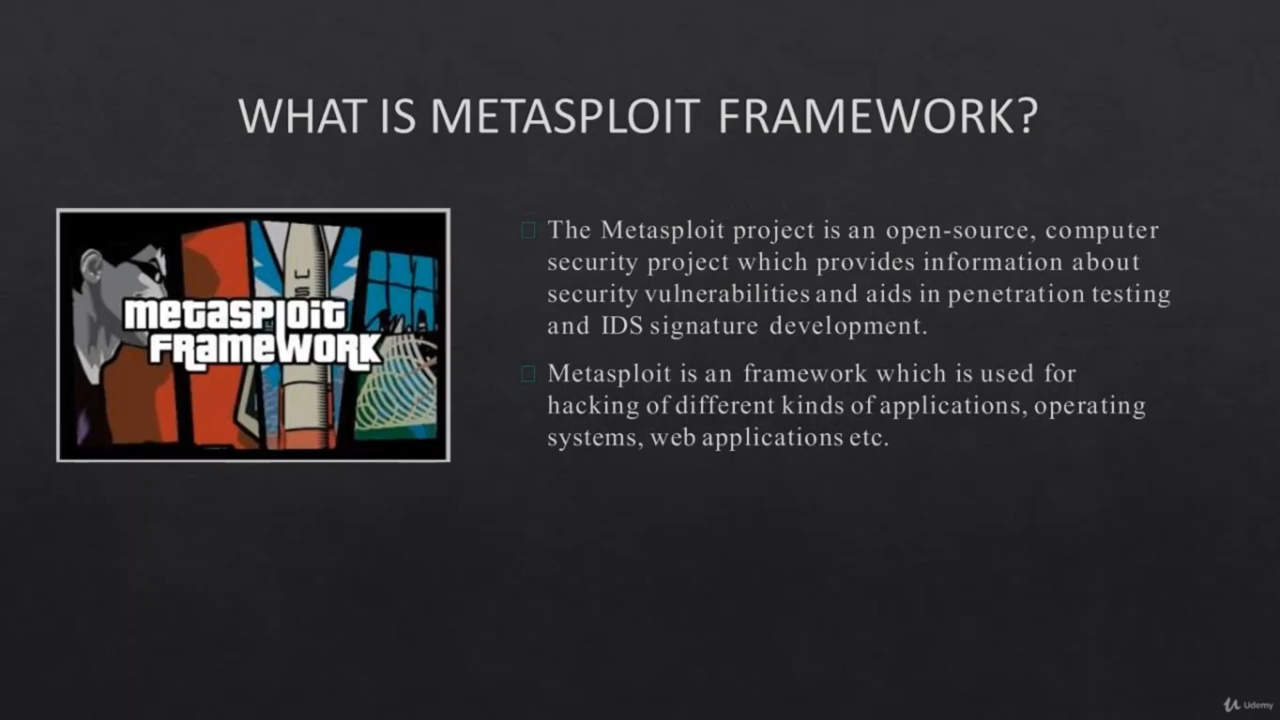 WHAT IS METASPLOIT FRAMEWORK?
metasploit
Framework
The Metasploit project is an open-source, computer
security project which provides information about
security vulnerabilities and aids in penetration testing
and IDS signature development.
Metasploit is an framework which is used for
hacking of different kinds of applications, operating
systems, web applications etc.
Udemy